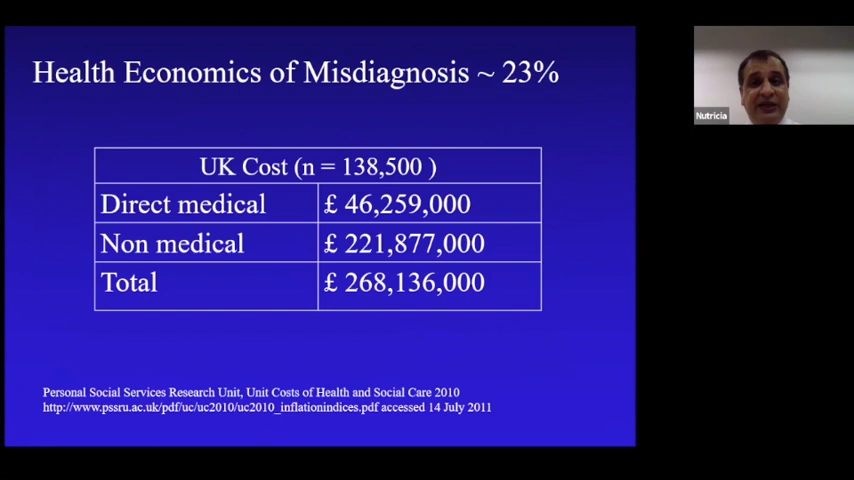 Health Economics of Misdiagnosis ~ 23%
UK Cost (n = 138,500 )
Direct medical £ 46,259,000
Non medical £ 221,877,000
Total £ 268,136,000
Personal Social Services Research Unit, Unit Costs of Health and Social Care 2010
http://www.pssru.ac.uk/pdf/uc/uc2010/uc2010_inflationindices.pdf accessed 14 July 2011
Nutricia